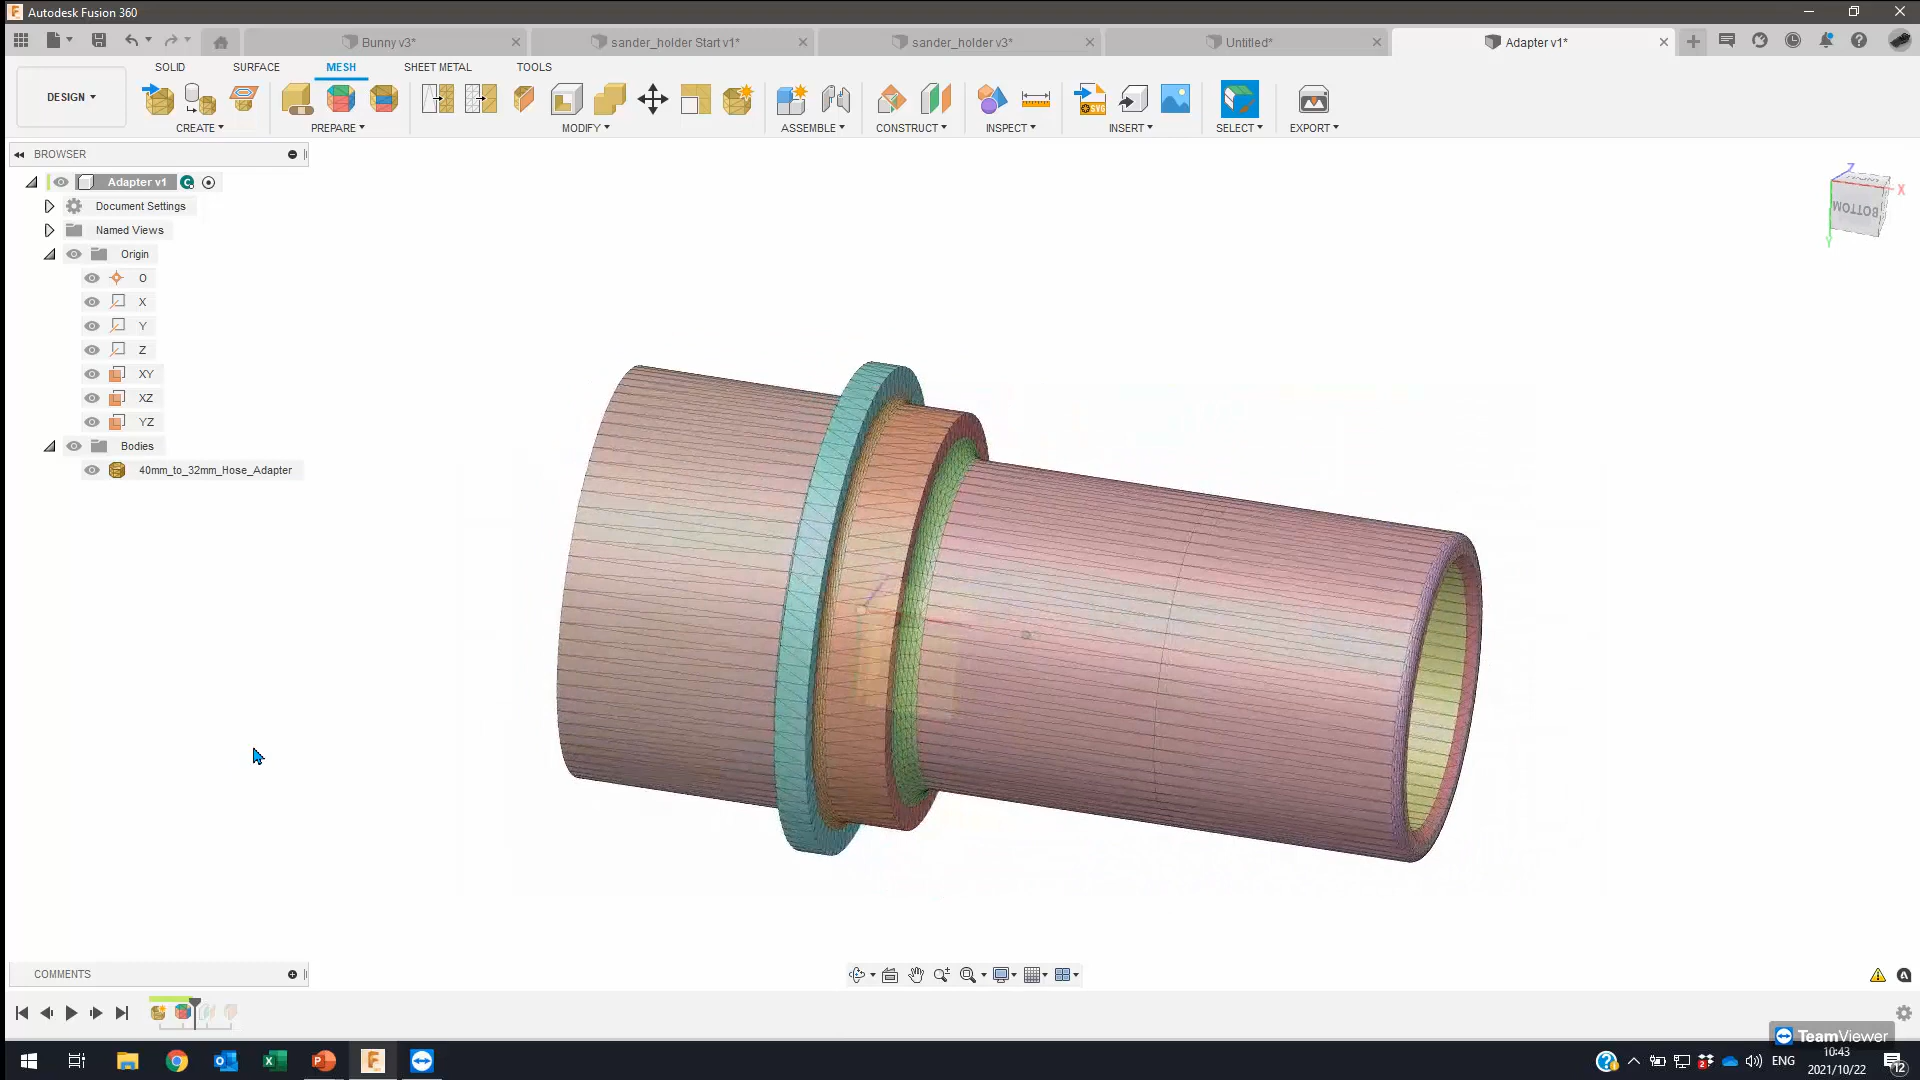 Autodesk Fusion 360
Bunny v3*
sander_holder Start v1*
sander_holder v3*
Untitled*
Adapter v1*
SOLID
SURFACE
MESH
SHEET METAL
TOOLS
DESIGN
CREATE
PREPARE
MODIFY
ASSEMBLE
CONSTRUCT
INSPECT
INSERT
SELECT
EXPORT
BROWSER
Adapter v1
Document Settings
Named Views
Origin
O
X
Y
Z
XY
XZ
YZ
Bodies
40mm_to_32mm_Hose_Adapter
Z
X
BOTTOM
COMMENTS
TeamViewer
ENG
10:43
2021/10/22
12